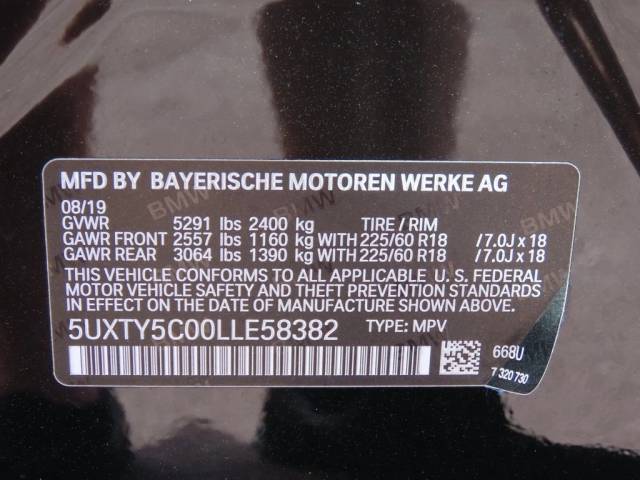 MFD BY BAYERISCHE MOTOREN WERKE AG
08/19
GVWR 5291 lbs 2400 kg TIRE / RIM
GAWR FRONT 2557 lbs 1160 kg WITH 225/60 R18 / 7.0J x 18
GAWR REAR 3064 lbs 1390 kg WITH 225/60 R18 / 7.0J x 18
THIS VEHICLE CONFORMS TO ALL APPLICABLE U. S. FEDERAL
MOTOR VEHICLE SAFETY AND THEFT PREVENTION STANDARDS
IN EFFECT ON THE DATE OF MANUFACTURE SHOWN ABOVE.
5UXTY5C00LLE58382 TYPE: MPV
668U
7 320 730